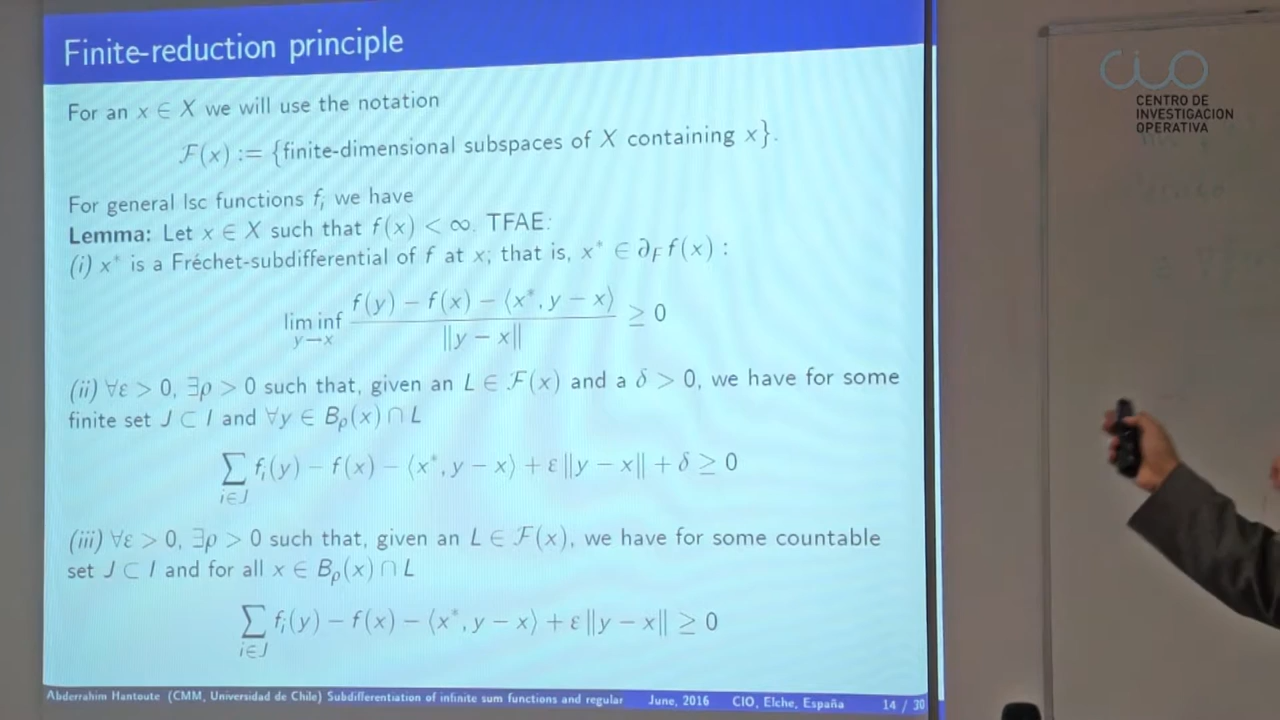 Finite-reduction principle
For an x ∈ X we will use the notation
F(x) := {finite-dimensional subspaces of X containing x}.
For general lsc functions fᵢ we have
Lemma: Let x ∈ X such that f(x) < ∞. TFAE:
(i) x* is a Fréchet-subdifferential of f at x; that is, x* ∈ ∂_F f(x) :
lim inf_{y→x} (f(y) − f(x) − ⟨x*, y − x⟩) / ‖y − x‖ ≥ 0
(ii) ∀ε > 0, ∃ρ > 0 such that, given an L ∈ F(x) and a δ > 0, we have for some
finite set J ⊂ I and ∀y ∈ B_ρ(x) ∩ L
∑_{i∈J} fᵢ(y) − f(x) − ⟨x*, y − x⟩ + ε ‖y − x‖ + δ ≥ 0
(iii) ∀ε > 0, ∃ρ > 0 such that, given an L ∈ F(x), we have for some countable
set J ⊂ I and for all x ∈ B_ρ(x) ∩ L
∑_{i∈J} fᵢ(y) − f(x) − ⟨x*, y − x⟩ + ε ‖y − x‖ ≥ 0
Abderrahim Hantoute (CMM, Universidad de Chile) Subdifferentiation of infinite sum functions and regular June, 2016 CIO, Elche, España 14 / 30
CIO
CENTRO DE
INVESTIGACION
OPERATIVA